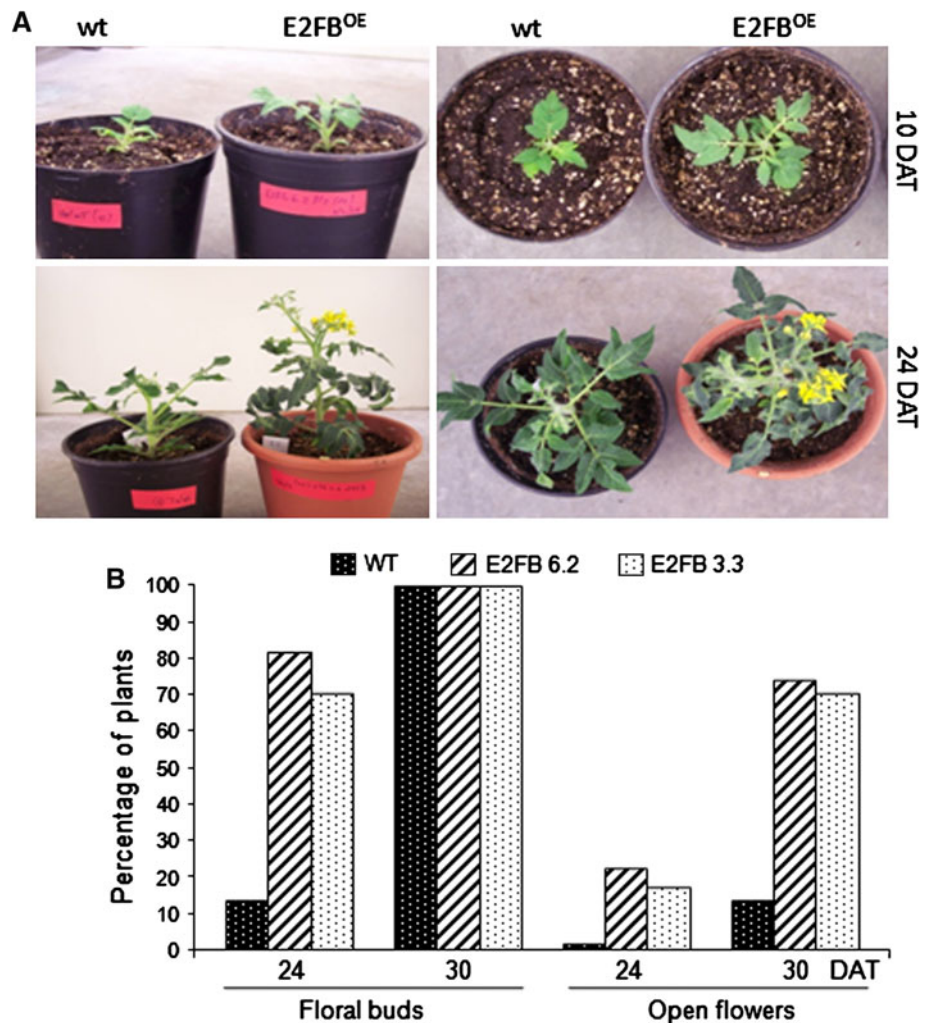 A
wt E2FB^OE wt E2FB^OE
10 DAT
24 DAT
B
WT E2FB 6.2 E2FB 3.3
Percentage of plants
100
90
80
70
60
50
40
30
20
10
0
24 30 24 30 DAT
Floral buds Open flowers